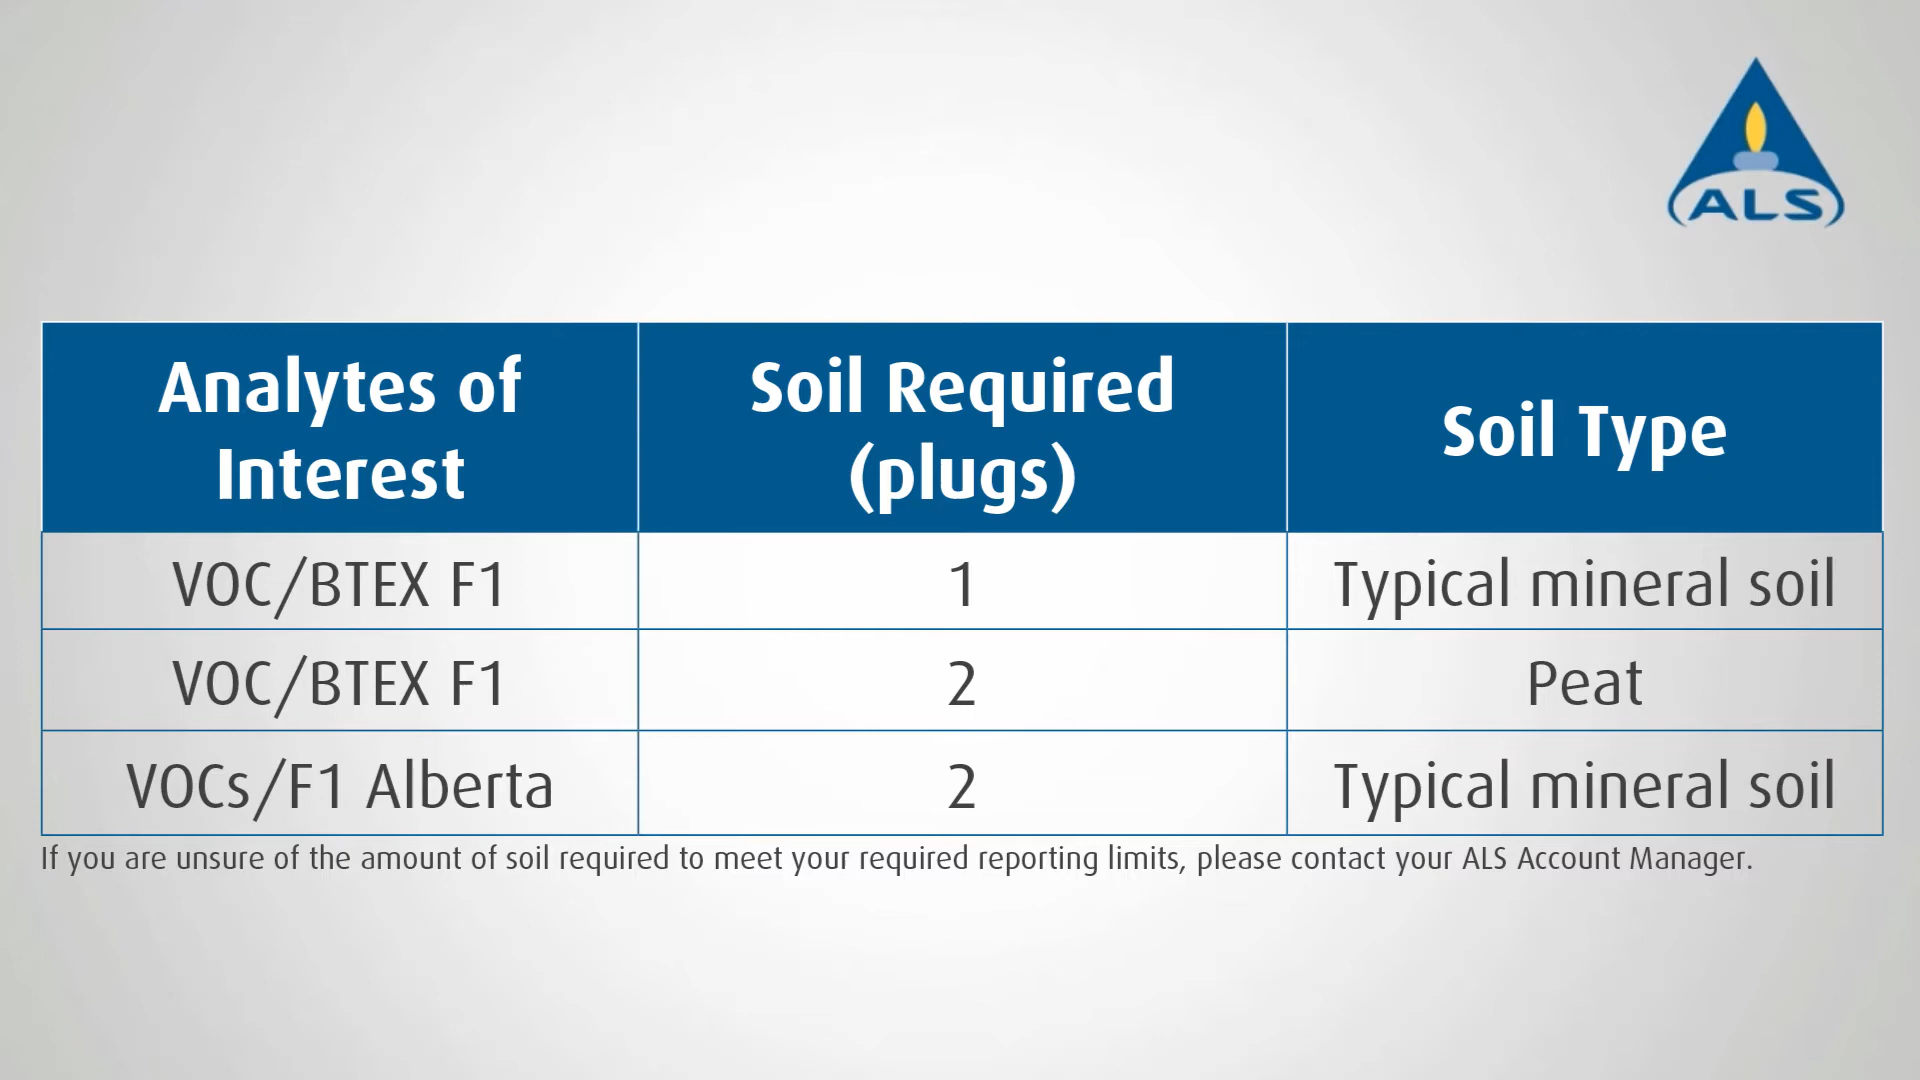 ALS
Analytes of
Interest
Soil Required
(plugs)
Soil Type
VOC/BTEX F1
1
Typical mineral soil
VOC/BTEX F1
2
Peat
VOCs/F1 Alberta
2
Typical mineral soil
If you are unsure of the amount of soil required to meet your required reporting limits, please contact your ALS Account Manager.